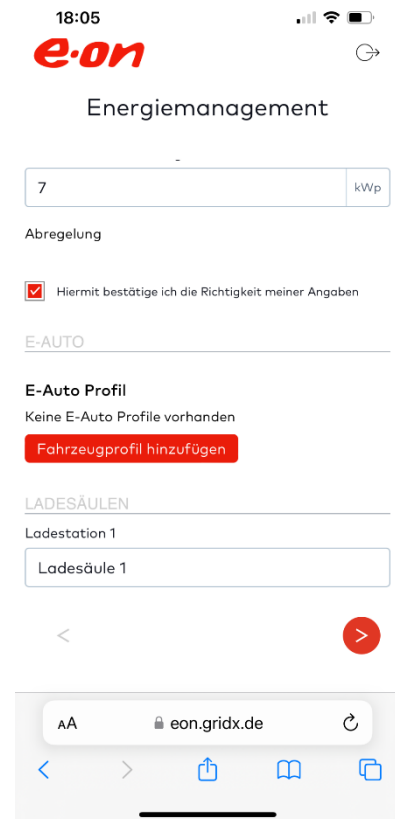 18:05
e·on
Energiemanagement
7
kWp
Abregelung
Hiermit bestätige ich die Richtigkeit meiner Angaben
E-AUTO
E-Auto Profil
Keine E-Auto Profile vorhanden
Fahrzeugprofil hinzufügen
LADESÄULEN
Ladestation 1
Ladesäule 1
AA
eon.gridx.de